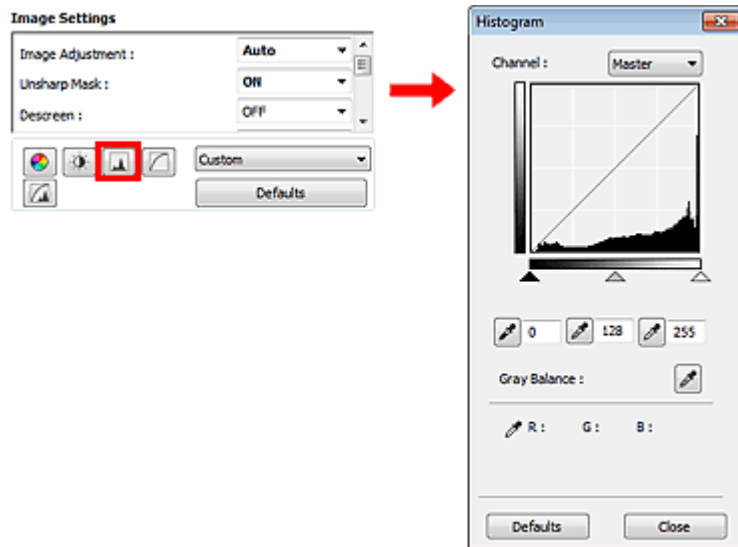 Image Settings
Image Adjustment : Auto
Unsharp Mask : ON
Descreen : OFF
Custom
Defaults
Histogram
Channel : Master
0 128 255
Gray Balance :
R : G : B :
Defaults Close